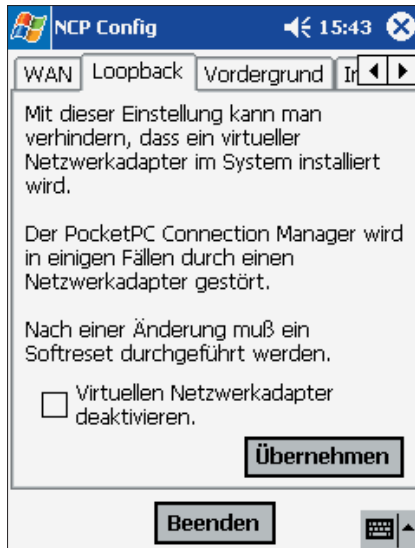 NCP Config 15:43
WAN Loopback Vordergrund Ir
Mit dieser Einstellung kann man
verhindern, dass ein virtueller
Netzwerkadapter im System installiert
wird.
Der PocketPC Connection Manager wird
in einigen Fällen durch einen
Netzwerkadapter gestört.
Nach einer Änderung muß ein
Softreset durchgeführt werden.
Virtuellen Netzwerkadapter
deaktivieren.
Übernehmen
Beenden